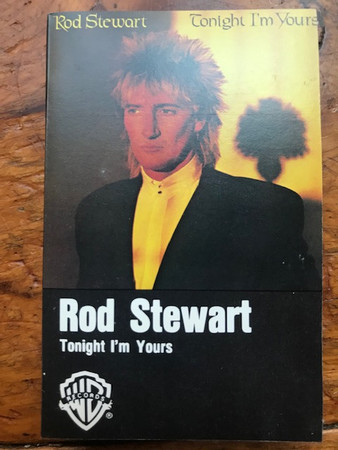 Rod Stewart Tonight I'm Yours
Rod Stewart
Tonight I'm Yours
WB
RECORDS
®